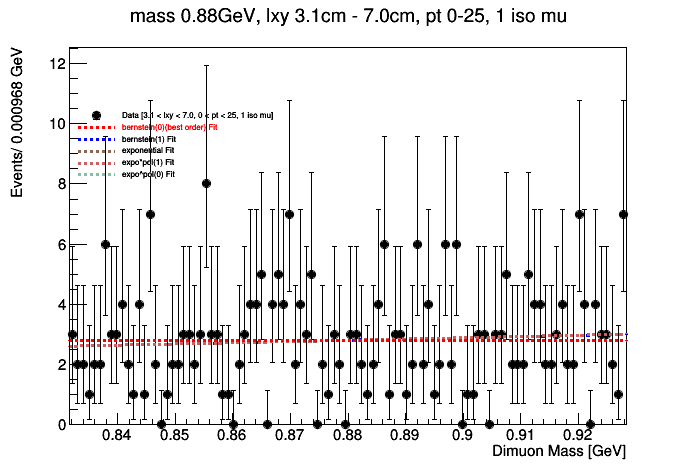 mass 0.88GeV, lxy 3.1cm - 7.0cm, pt 0-25, 1 iso mu
Events/ 0.000968 GeV
12
10
8
6
4
2
0
Data [3.1 < lxy < 7.0, 0 < pt < 25, 1 iso mu]
bernstein(0)(best order) Fit
bernstein(1) Fit
exponential Fit
expo*pol(1) Fit
expo*pol(0) Fit
0.84 0.85 0.86 0.87 0.88 0.89 0.9 0.91 0.92
Dimuon Mass [GeV]